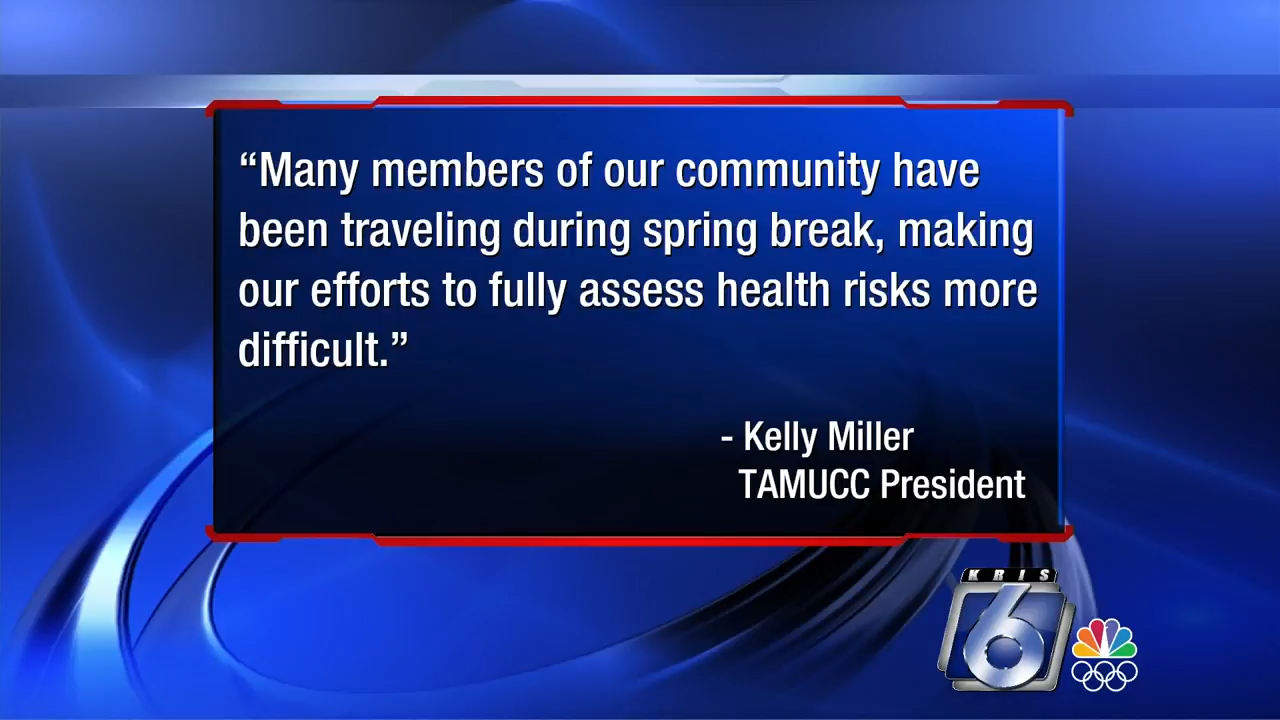 “Many members of our community have
been traveling during spring break, making
our efforts to fully assess health risks more
difficult.”
- Kelly Miller
TAMUCC President
KRIS
6